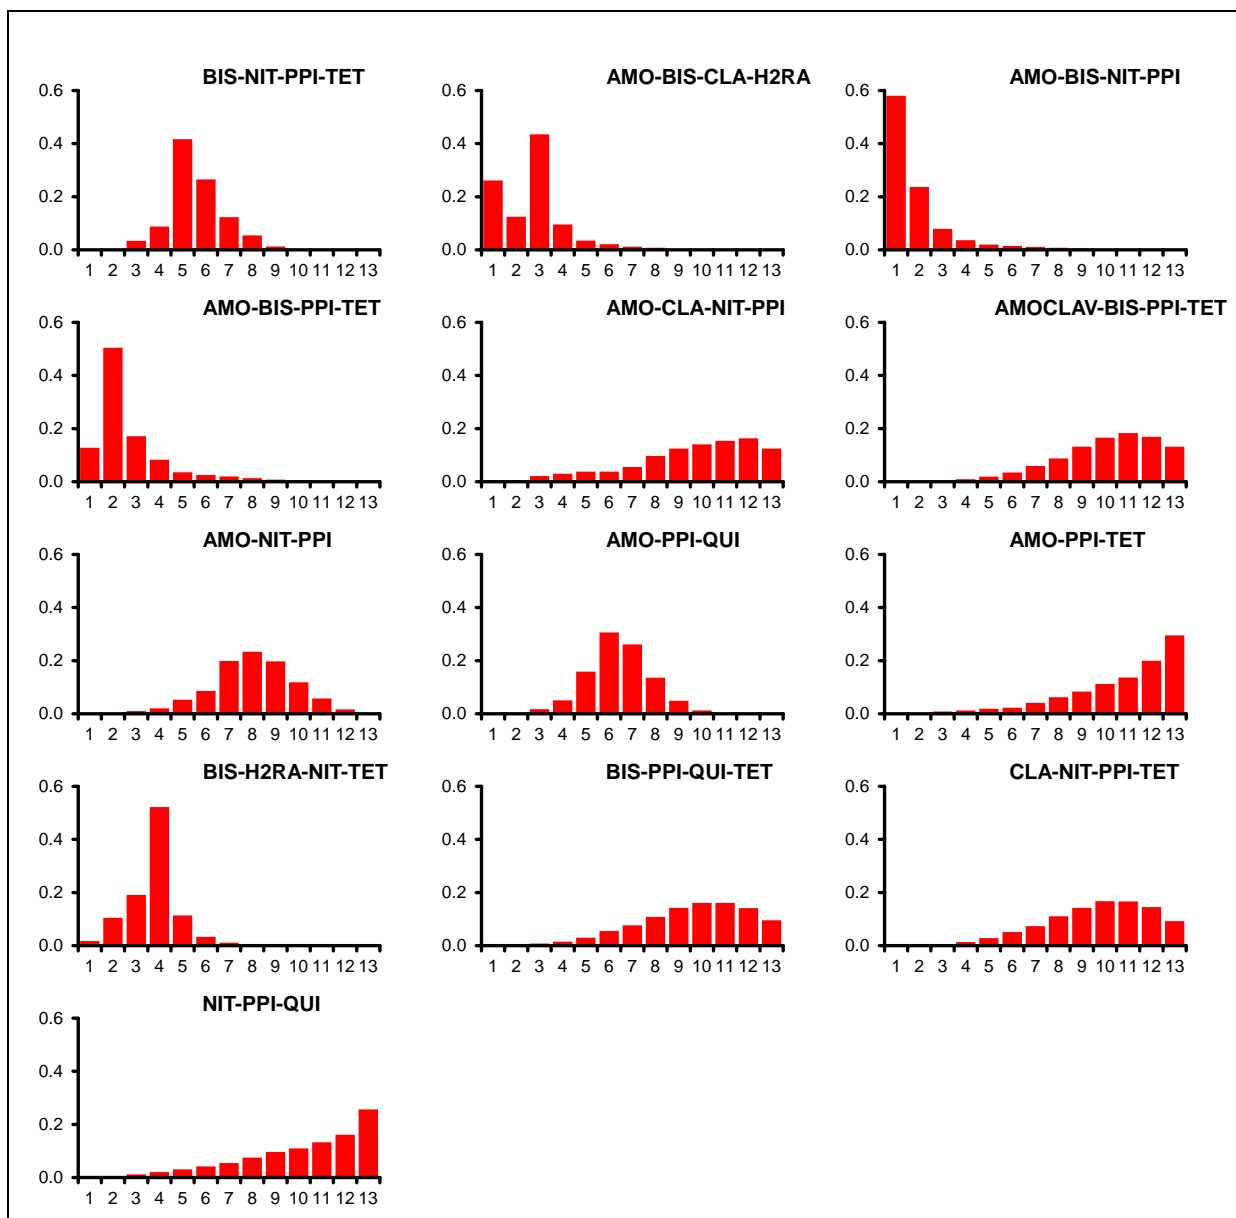 BIS-NIT-PPI-TET AMO-BIS-CLA-H2RA AMO-BIS-NIT-PPI
0.6 0.6 0.6
0.4 0.4 0.4
0.2 0.2 0.2
0.0 0.0 0.0
1 2 3 4 5 6 7 8 9 10 11 12 13 1 2 3 4 5 6 7 8 9 10 11 12 13 1 2 3 4 5 6 7 8 9 10 11 12 13
AMO-BIS-PPI-TET AMO-CLA-NIT-PPI AMOCLAV-BIS-PPI-TET
0.6 0.6 0.6
0.4 0.4 0.4
0.2 0.2 0.2
0.0 0.0 0.0
1 2 3 4 5 6 7 8 9 10 11 12 13 1 2 3 4 5 6 7 8 9 10 11 12 13 1 2 3 4 5 6 7 8 9 10 11 12 13
AMO-NIT-PPI AMO-PPI-QUI AMO-PPI-TET
0.6 0.6 0.6
0.4 0.4 0.4
0.2 0.2 0.2
0.0 0.0 0.0
1 2 3 4 5 6 7 8 9 10 11 12 13 1 2 3 4 5 6 7 8 9 10 11 12 13 1 2 3 4 5 6 7 8 9 10 11 12 13
BIS-H2RA-NIT-TET BIS-PPI-QUI-TET CLA-NIT-PPI-TET
0.6 0.6 0.6
0.4 0.4 0.4
0.2 0.2 0.2
0.0 0.0 0.0
1 2 3 4 5 6 7 8 9 10 11 12 13 1 2 3 4 5 6 7 8 9 10 11 12 13 1 2 3 4 5 6 7 8 9 10 11 12 13
NIT-PPI-QUI
0.6
0.4
0.2
0.0
1 2 3 4 5 6 7 8 9 10 11 12 13